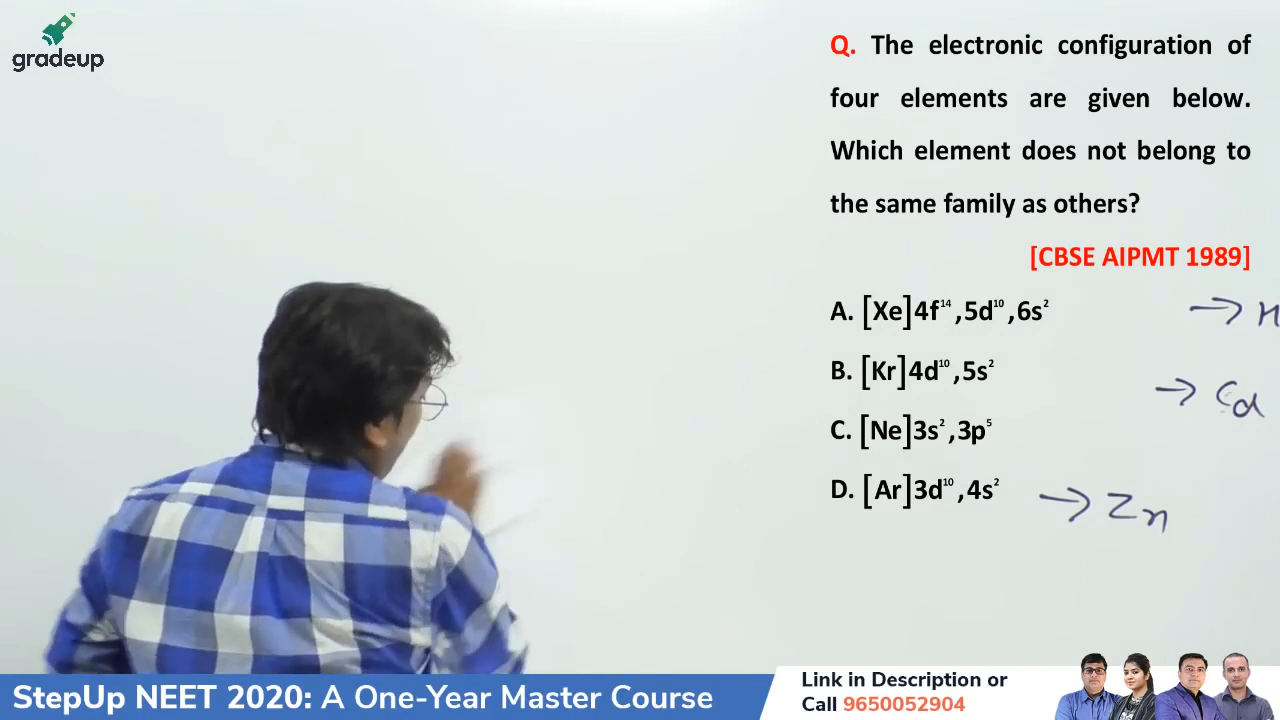 gradeup
Q. The electronic configuration of
four elements are given below.
Which element does not belong to
the same family as others?
[CBSE AIPMT 1989]
A. [Xe]4f¹⁴,5d¹⁰,6s²
B. [Kr]4d¹⁰,5s²
→ Cd
C. [Ne]3s²,3p⁵
D. [Ar]3d¹⁰,4s² → Zn
StepUp NEET 2020: A One-Year Master Course
Link in Description or
Call 9650052904